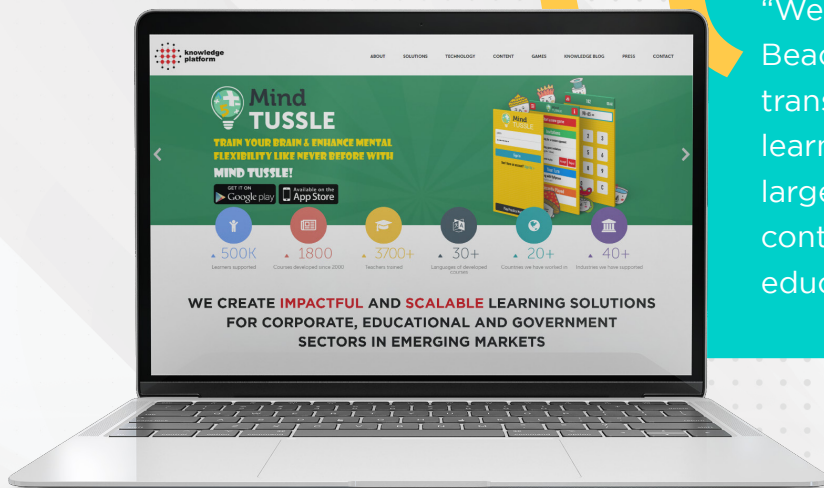 knowledge
platform
ABOUT SOLUTIONS TECHNOLOGY CONTENT GAMES KNOWLEDGE BLOG PRESS CONTACT
Mind
TUSSLE
TRAIN YOUR BRAIN & ENHANCE MENTAL
FLEXIBILITY LIKE NEVER BEFORE WITH
MIND TUSSLE!
GET IT ON
Google play
Available on the
App Store
Mind
TUSSLE
500K
1800
3700+
30+
20+
40+
Learners supported
Courses developed since 2000
Teachers trained
Languages of developed
courses
Countries we have worked in
Industries we have supported
WE CREATE IMPACTFUL AND SCALABLE LEARNING SOLUTIONS
FOR CORPORATE, EDUCATIONAL AND GOVERNMENT
SECTORS IN EMERGING MARKETS
"We
Beac
trans
learn
large
cont
educ